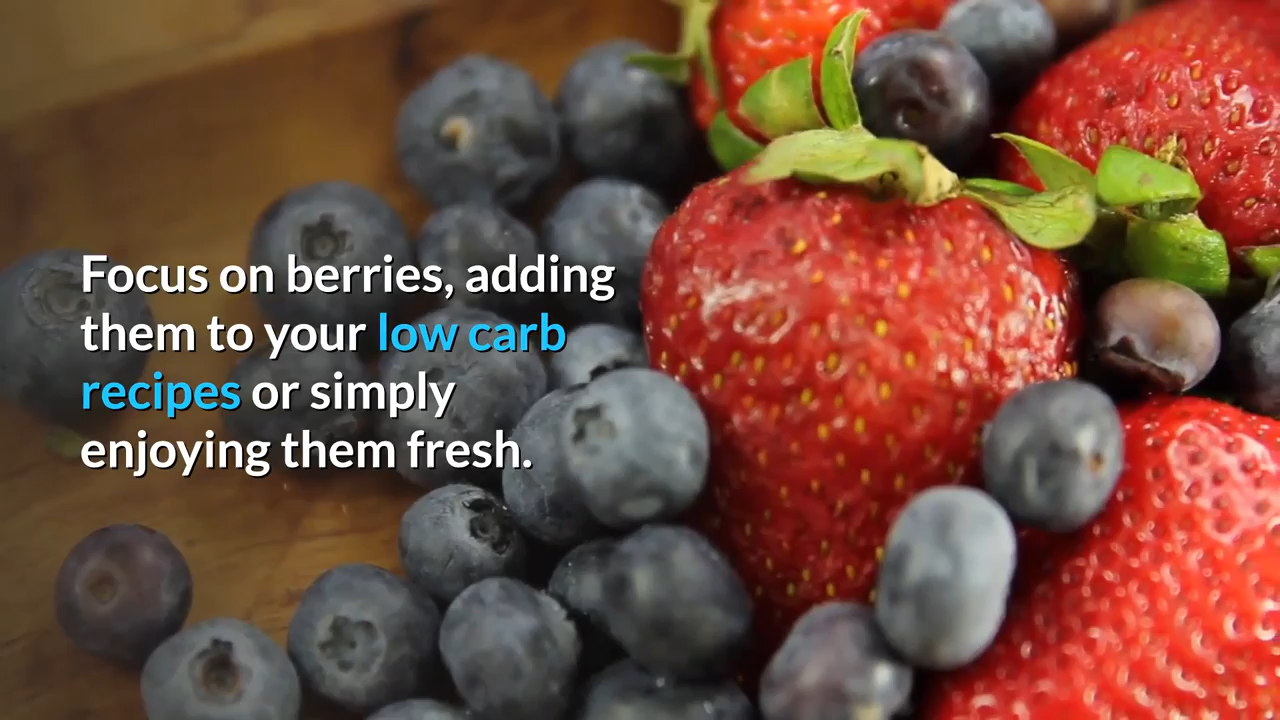 Focus on berries, adding
them to your low carb
recipes or simply
enjoying them fresh.